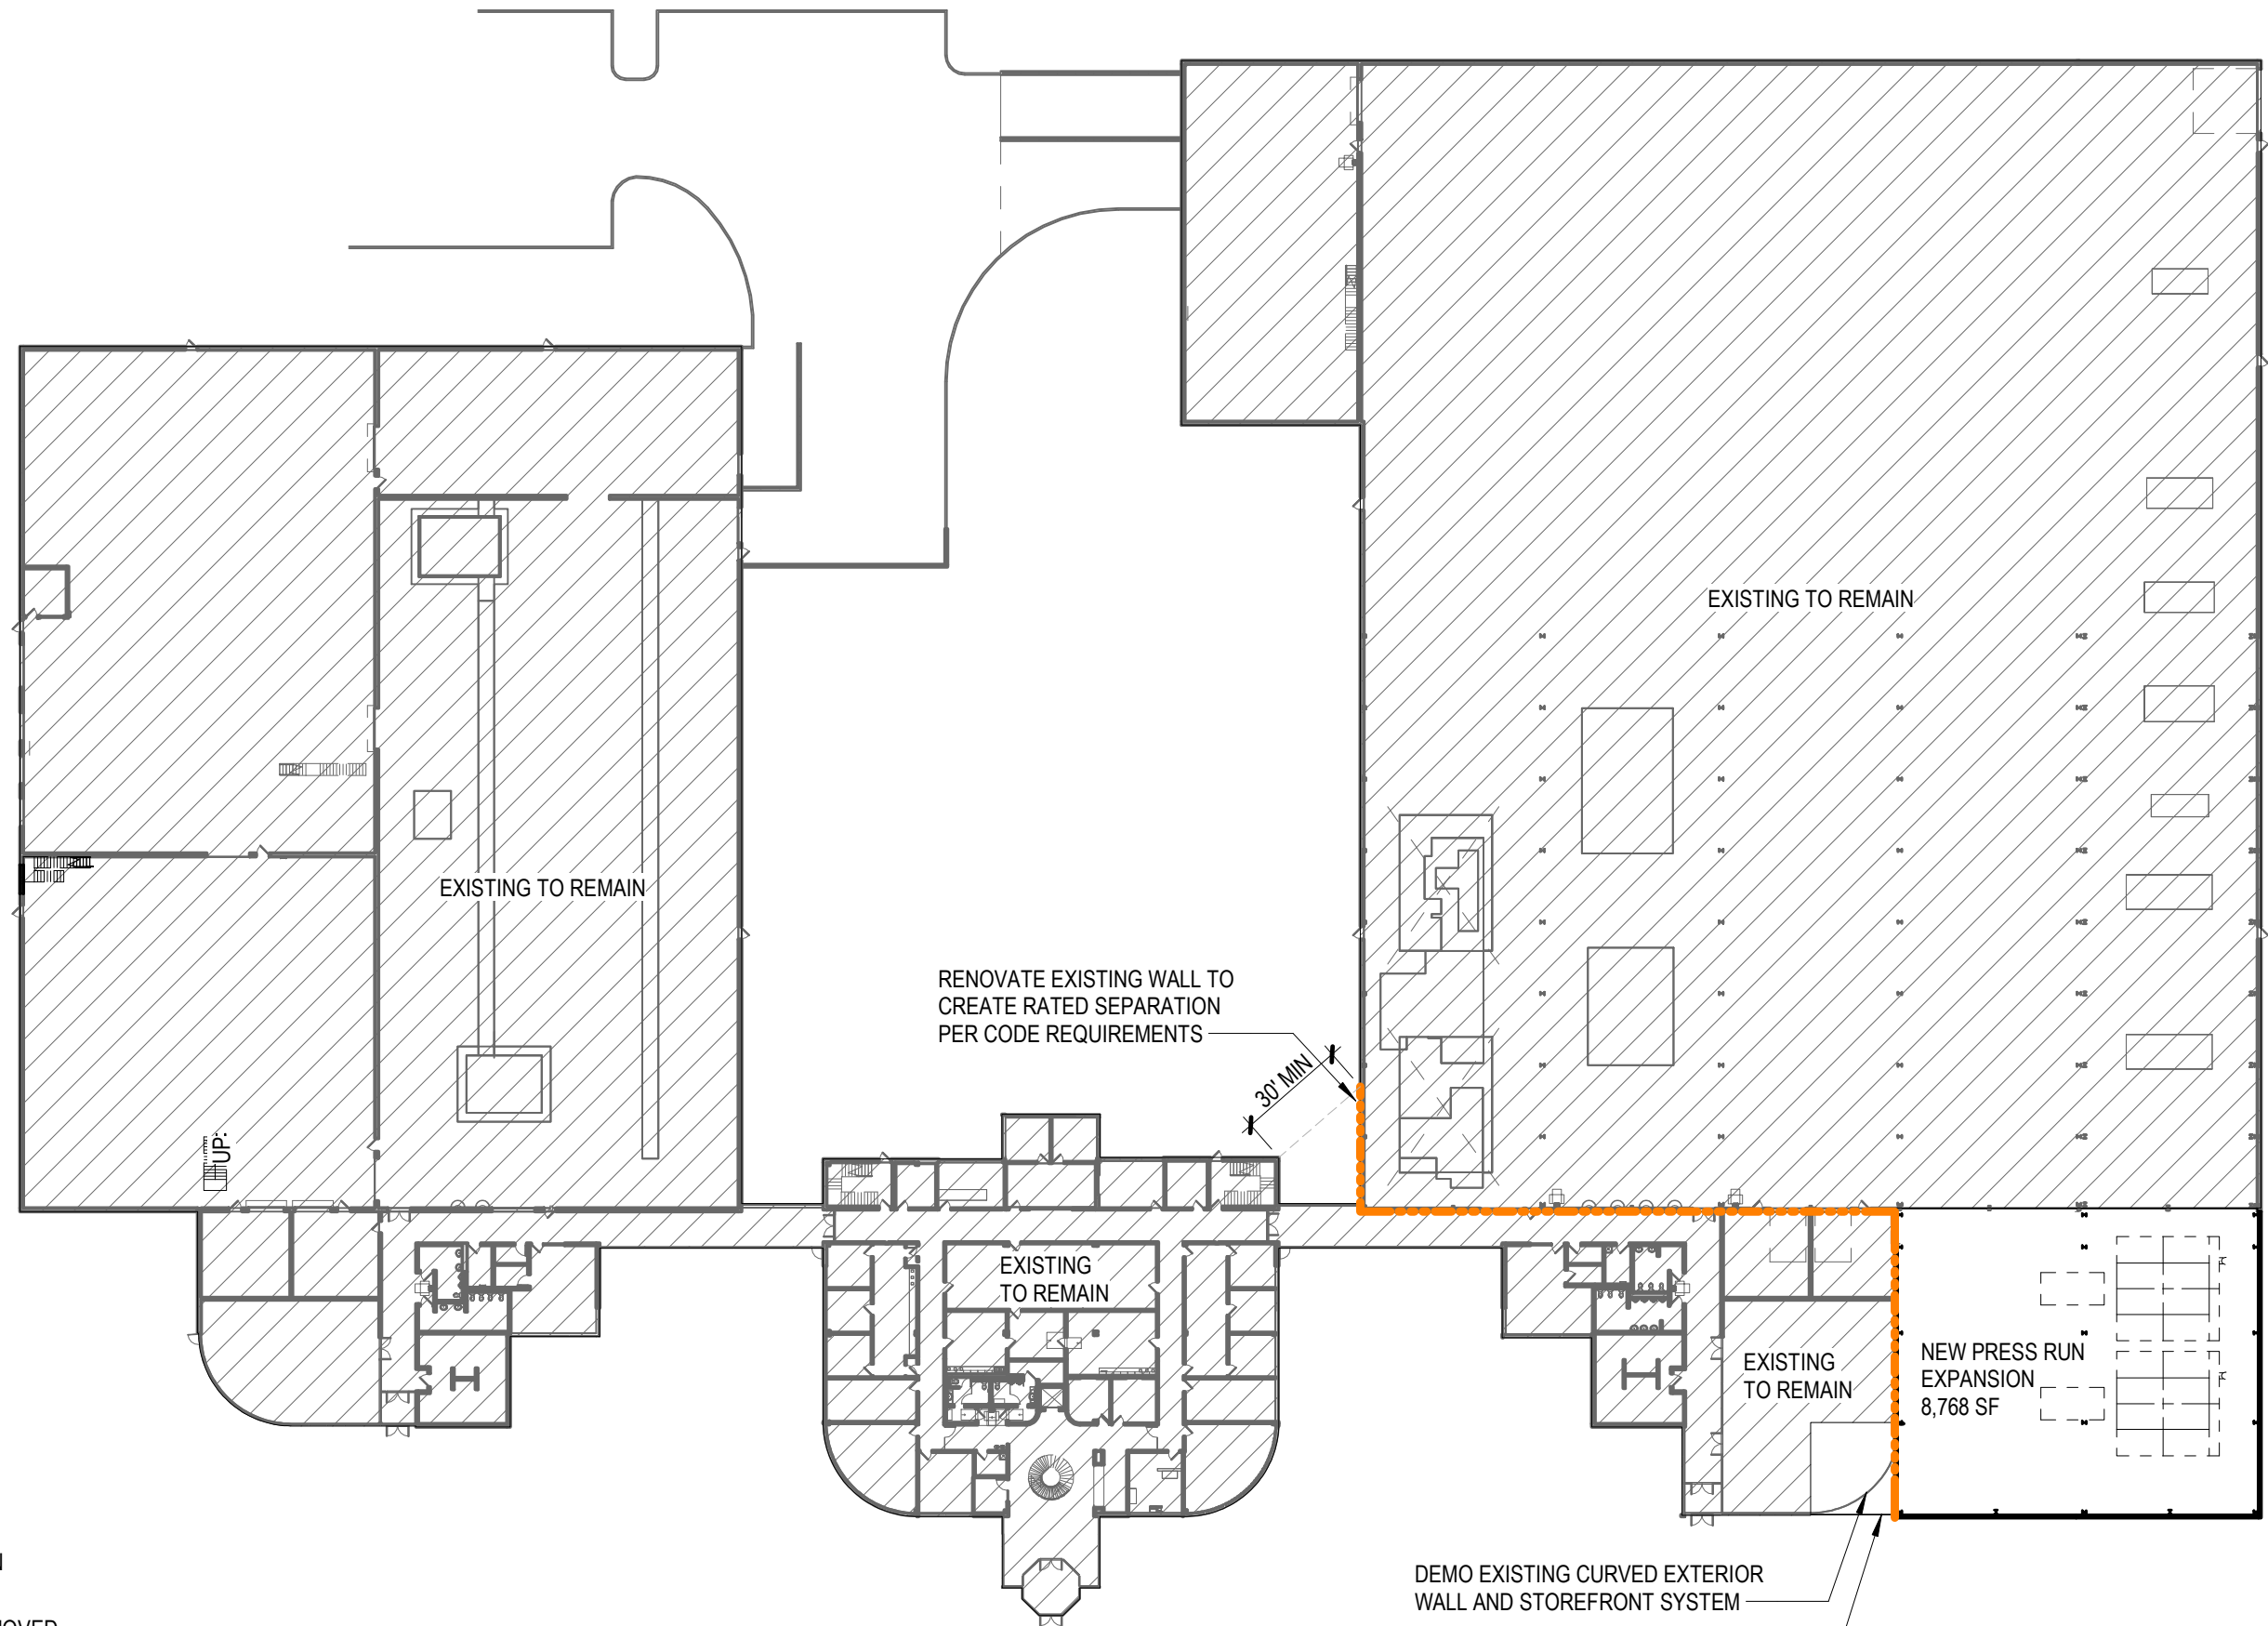 EXISTING TO REMAIN
EXISTING TO REMAIN
RENOVATE EXISTING WALL TO
CREATE RATED SEPARATION
PER CODE REQUIREMENTS
30' MIN
UP:
EXISTING
TO REMAIN
EXISTING
TO REMAIN
NEW PRESS RUN
EXPANSION
8,768 SF
DEMO EXISTING CURVED EXTERIOR
WALL AND STOREFRONT SYSTEM